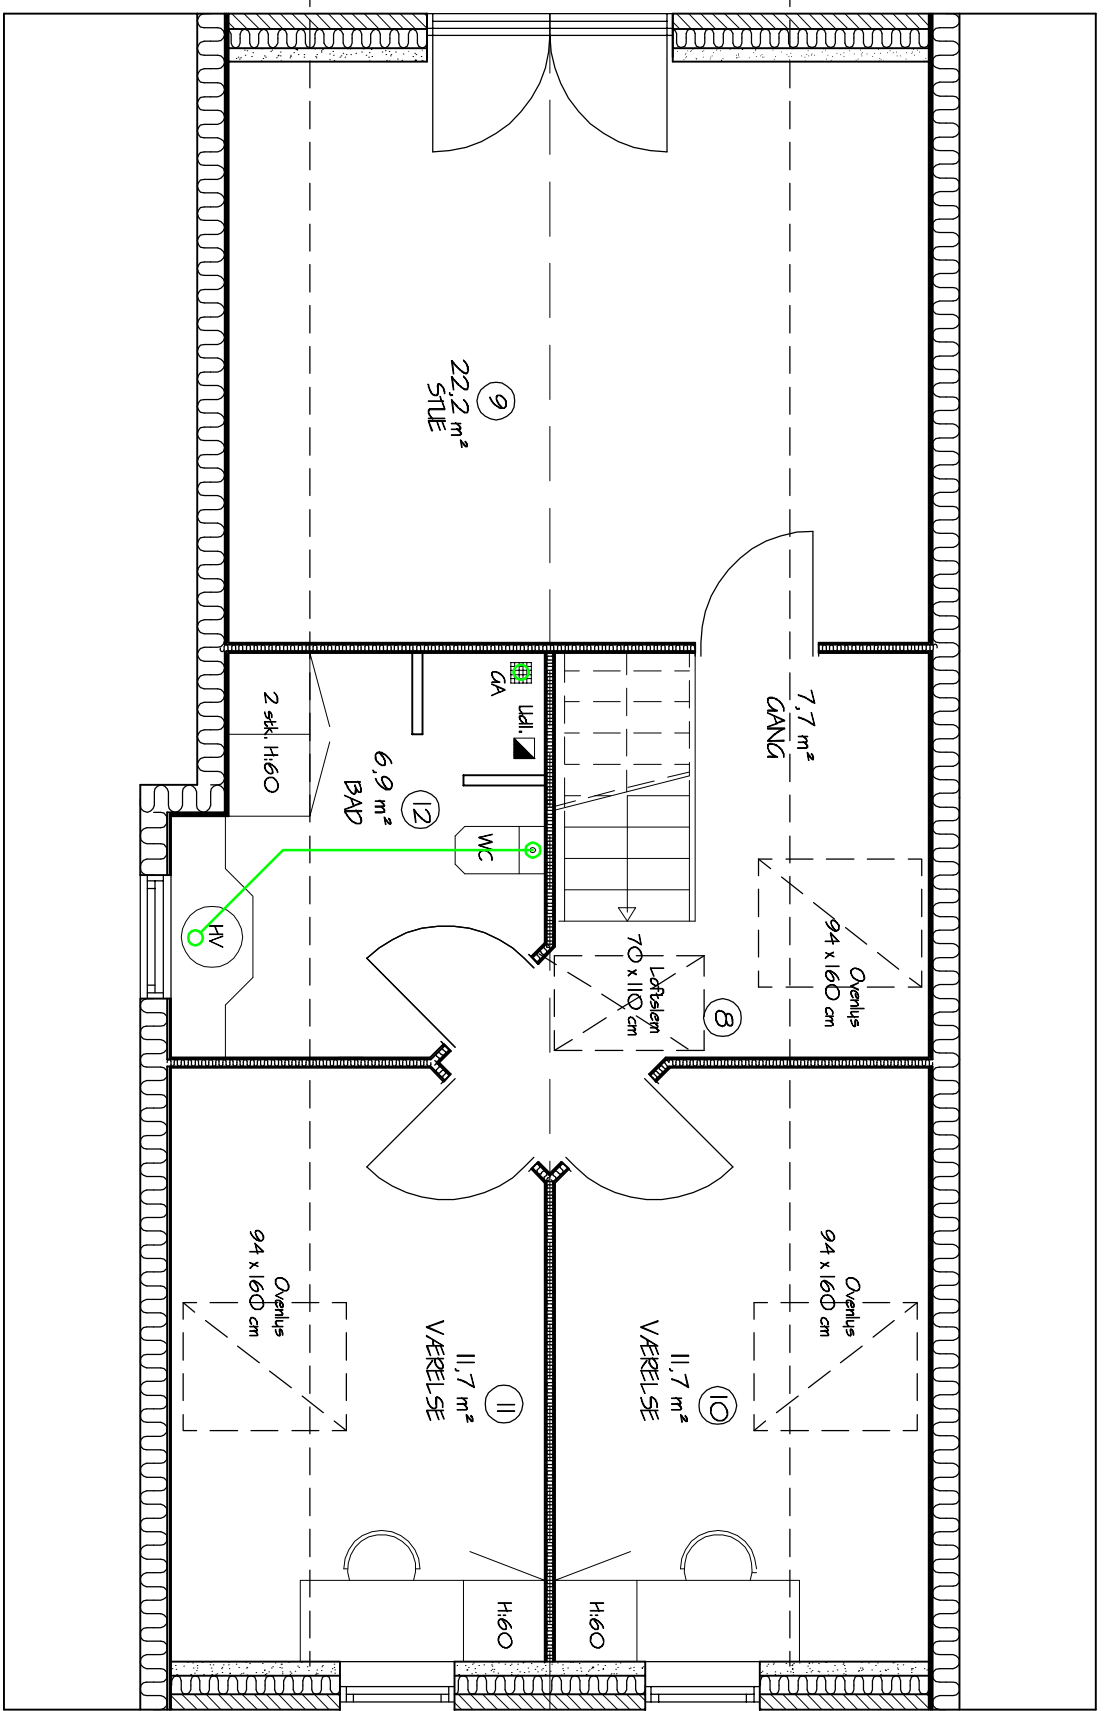 9
22,2 m²
STUE
7,7 m²
GANG
GA
Udl.
2 stk. H:60
12
6,9 m²
BAD
WC
HV
Ovenlys
94 x 160 cm
8
Loftslem
70 x 110 cm
Ovenlys
94 x 160 cm
Ovenlys
94 x 160 cm
10
11,7 m²
VÆRELSE
11
11,7 m²
VÆRELSE
H:60
H:60